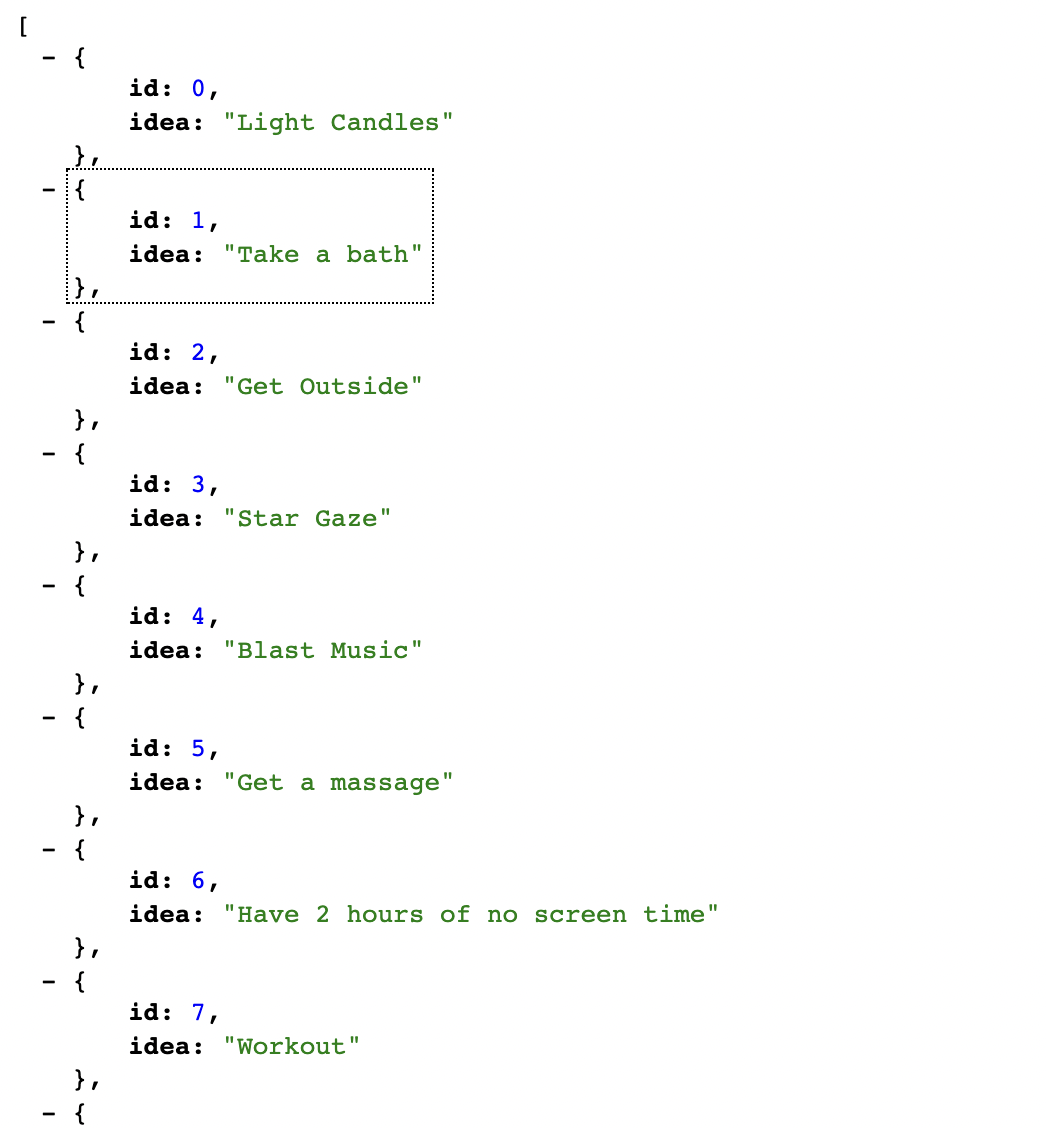 [
- {
id: 0,
idea: "Light Candles"
},
- {
id: 1,
idea: "Take a bath"
},
- {
id: 2,
idea: "Get Outside"
},
- {
id: 3,
idea: "Star Gaze"
},
- {
id: 4,
idea: "Blast Music"
},
- {
id: 5,
idea: "Get a massage"
},
- {
id: 6,
idea: "Have 2 hours of no screen time"
},
- {
id: 7,
idea: "Workout"
},
- {